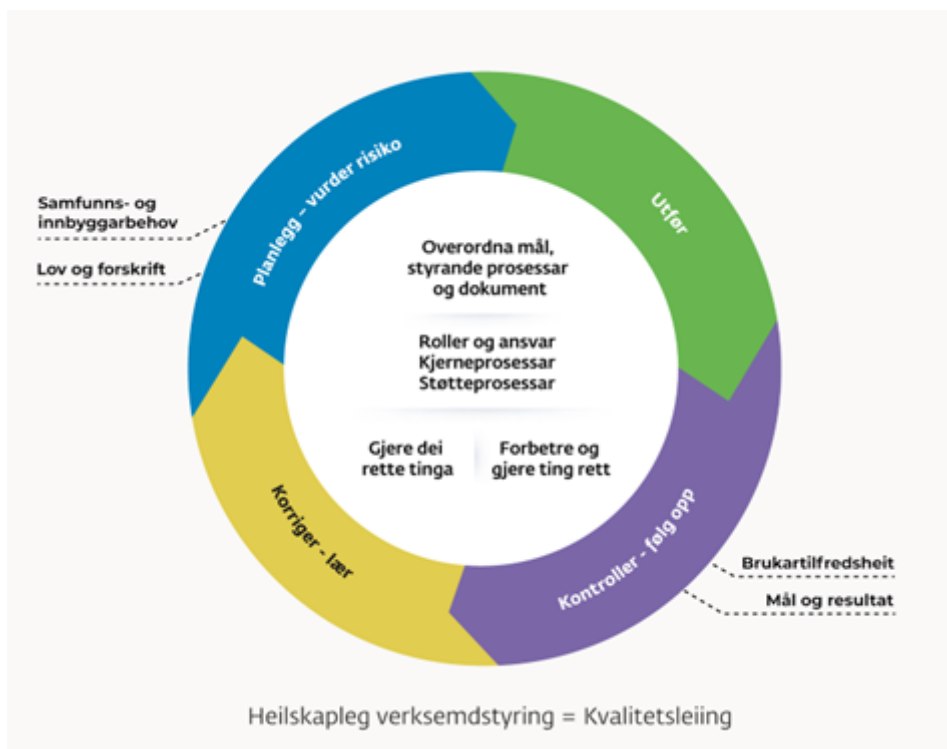 Planlegg – vurder risiko
Utfør
Samfunns- og
innbyggarbehov
Lov og forskrift
Overordna mål,
styrande prosessar
og dokument
Roller og ansvar
Kjerneprosessar
Støtteprosessar
Gjere dei
rette tinga
Forbetre og
gjere ting rett
Korriger - lær
Kontroller - følg opp
Brukartilfredsheit
Mål og resultat
Heilskapleg verksemdstyring = Kvalitetsleiing